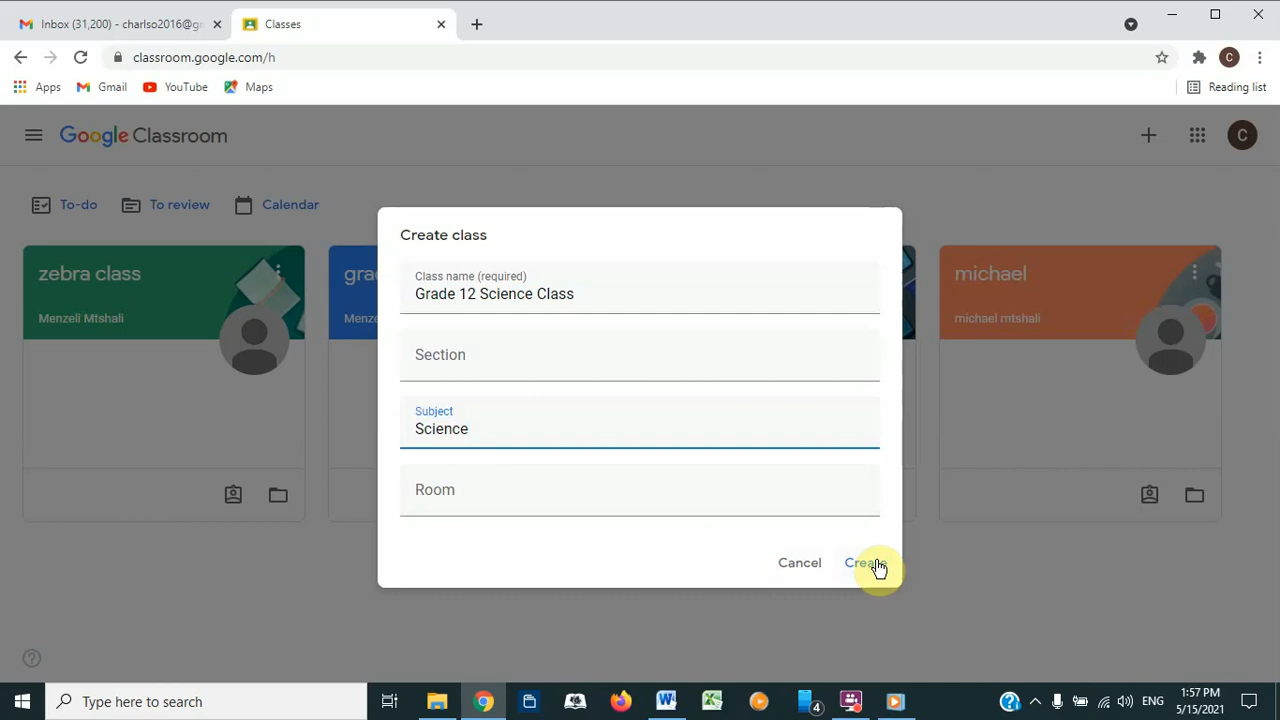 Inbox (31,200) - charlso2016@g
Classes
classroom.google.com/h
Apps
Gmail
YouTube
Maps
Reading list
Google Classroom
C
C
To-do
To review
Calendar
Create class
zebra class
Menzeli Mtshali
michael
michael mtshali
Class name (required)
Grade 12 Science Class
Section
Subject
Science
Room
Cancel
Create
Type here to search
4
ENG
1:57 PM
5/15/2021